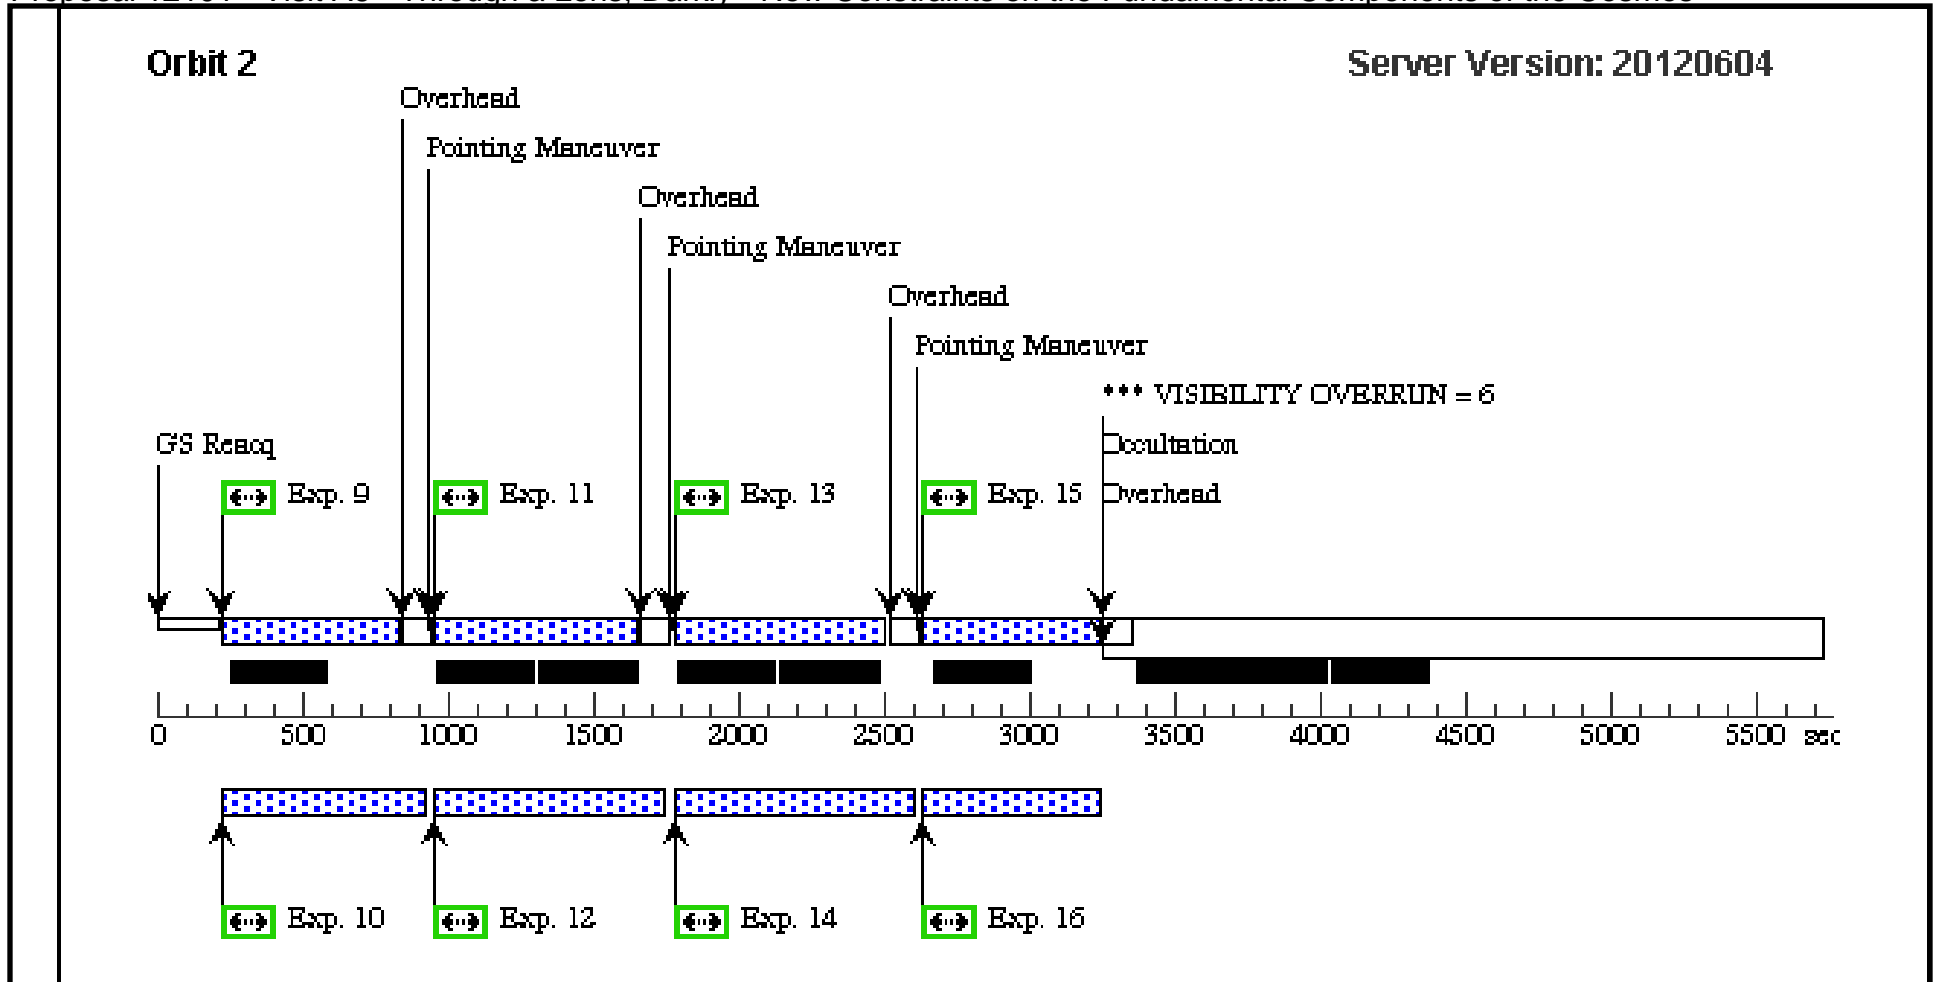 Orbit 2
Server Version: 20120604
Overhead
Pointing Maneuver
Overhead
Pointing Maneuver
Overhead
Pointing Maneuver
*** VISIBILITY OVERRUN = 6
GS Reacq
Occultation
Exp. 9
Exp. 11
Exp. 13
Exp. 15
Overhead
0 500 1000 1500 2000 2500 3000 3500 4000 4500 5000 5500 sec
Exp. 10
Exp. 12
Exp. 14
Exp. 16